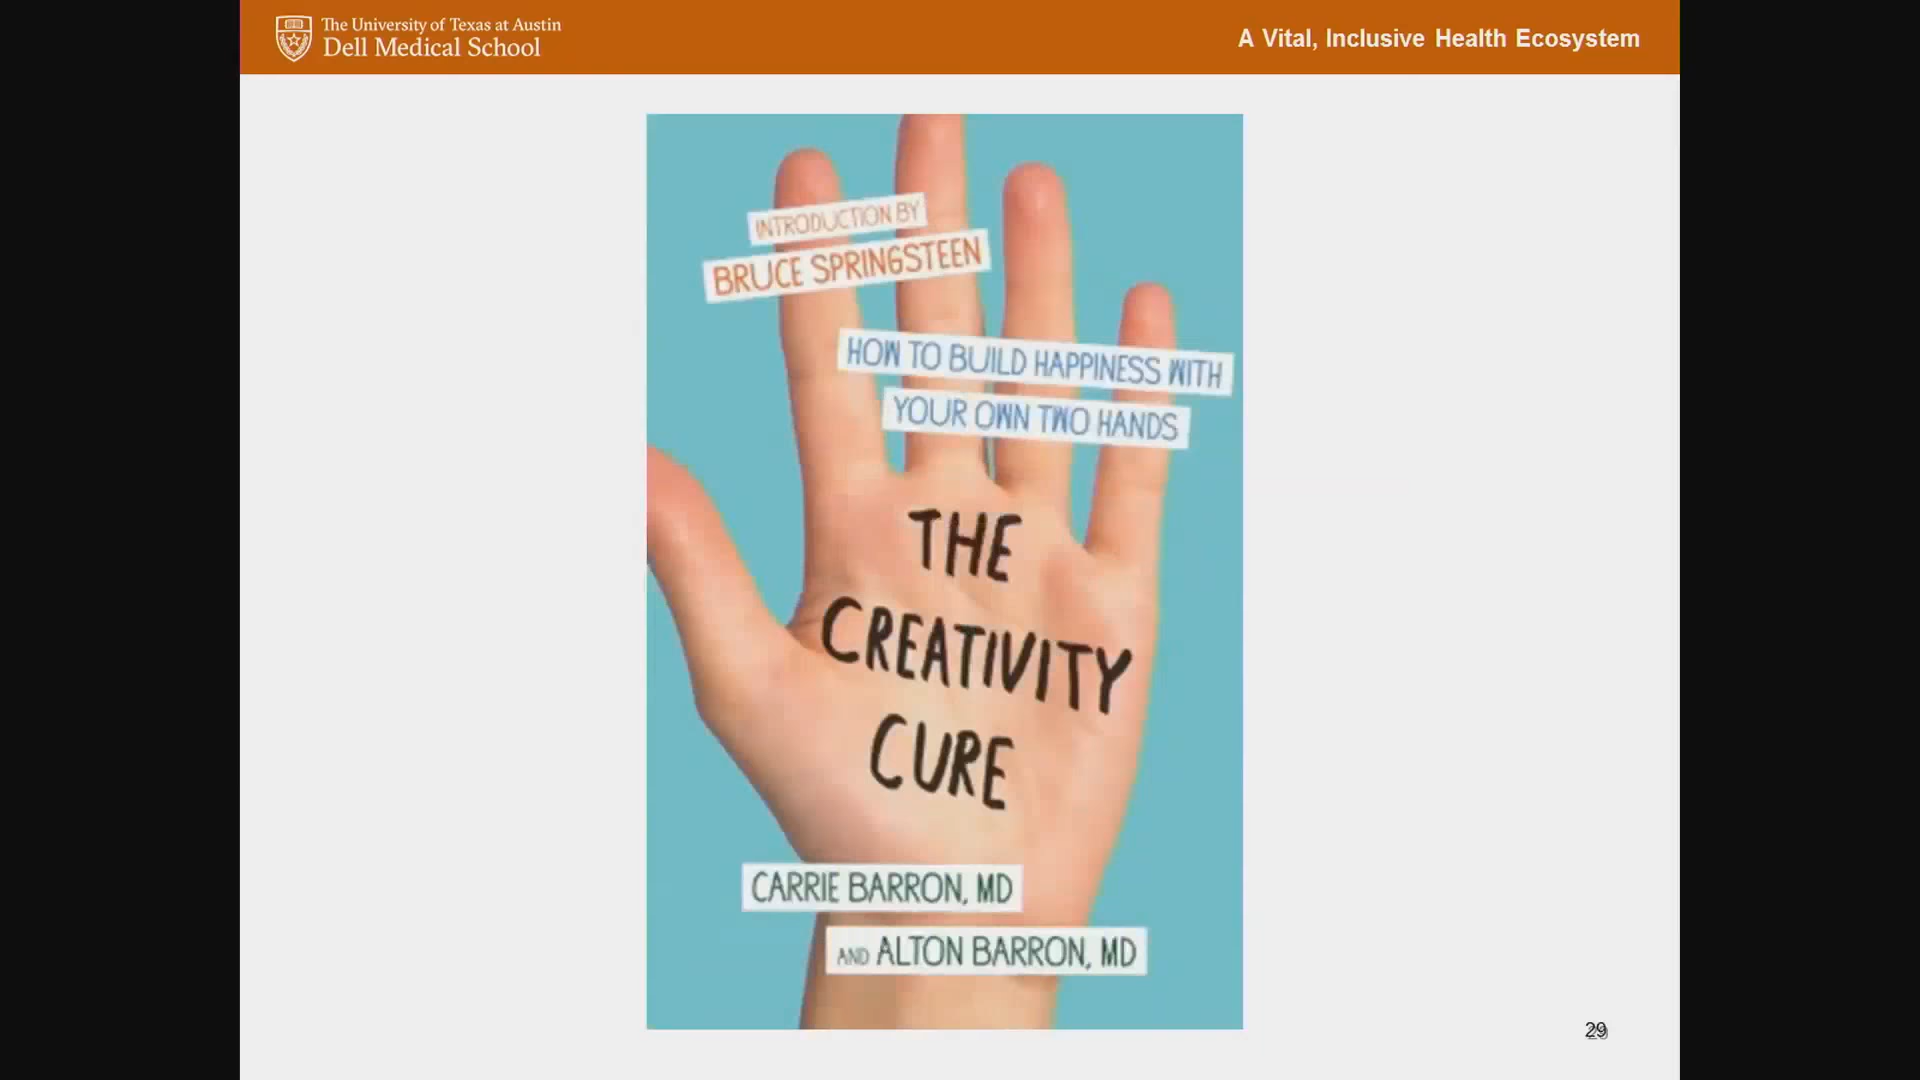 The University of Texas at Austin
Dell Medical School
A Vital, Inclusive Health Ecosystem
INTRODUCTION BY
BRUCE SPRINGSTEEN
HOW TO BUILD HAPPINESS WITH
YOUR OWN TWO HANDS
THE
CREATIVITY
CURE
CARRIE BARRON, MD
AND ALTON BARRON, MD
29